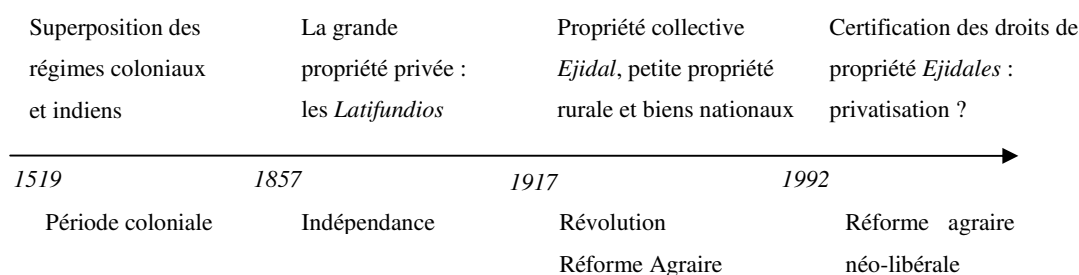 Superposition des
régimes coloniaux
et indiens
La grande
propriété privée :
les Latifundios
Propriété collective
Ejidal, petite propriété
rurale et biens nationaux
Certification des droits de
propriété Ejidales :
privatisation ?
1519
1857
1917
1992
Période coloniale
Indépendance
Révolution
Réforme Agraire
Réforme agraire
néo-libérale